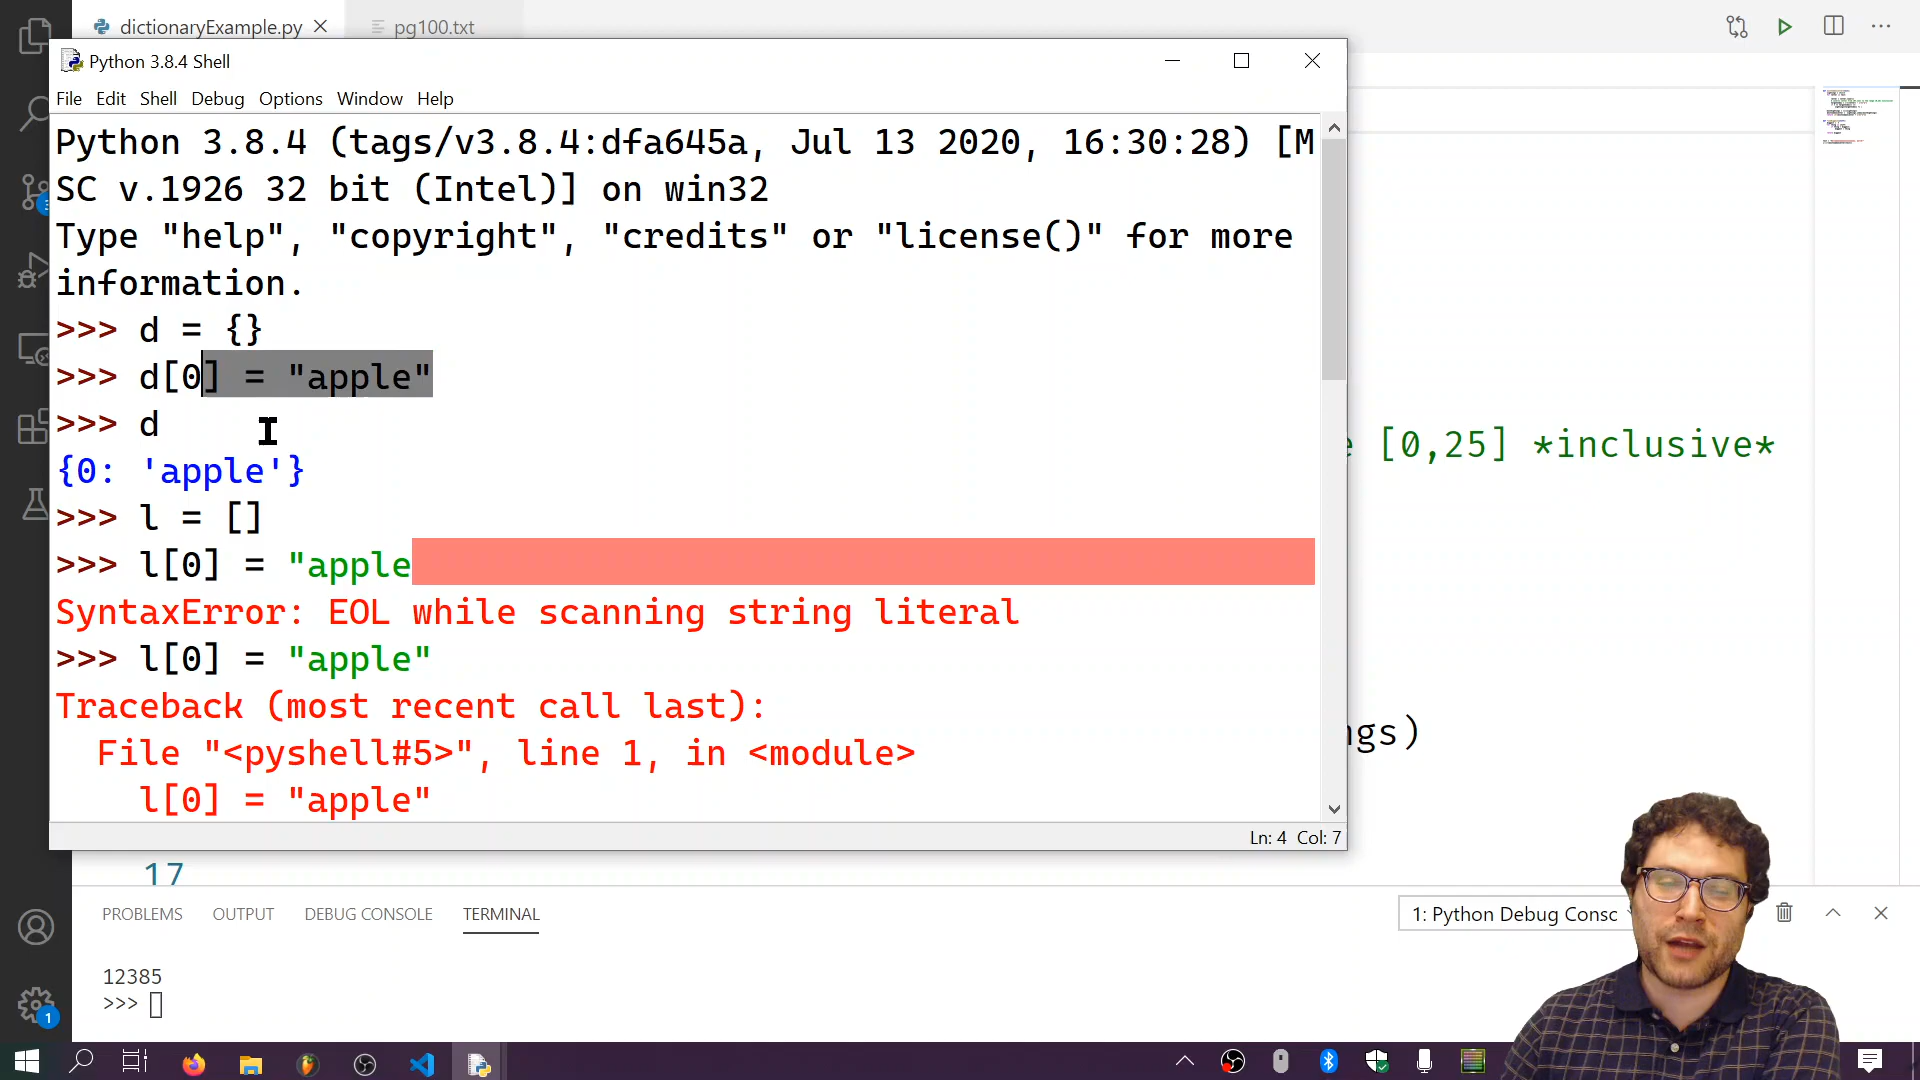 dictionaryExample.py
pg100.txt
Python 3.8.4 Shell
File Edit Shell Debug Options Window Help
Python 3.8.4 (tags/v3.8.4:dfa645a, Jul 13 2020, 16:30:28) [M
SC v.1926 32 bit (Intel)] on win32
Type "help", "copyright", "credits" or "license()" for more
information.
>>> d = {}
>>> d[0] = "apple"
>>> d
{0: 'apple'}
>>> l = []
>>> l[0] = "apple
SyntaxError: EOL while scanning string literal
>>> l[0] = "apple"
Traceback (most recent call last):
File "<pyshell#5>", line 1, in <module>
l[0] = "apple"
Ln: 4 Col: 7
[0,25] *inclusive*
ngs)
17
PROBLEMS OUTPUT DEBUG CONSOLE TERMINAL
1: Python Debug Consc
12385
>>>
1